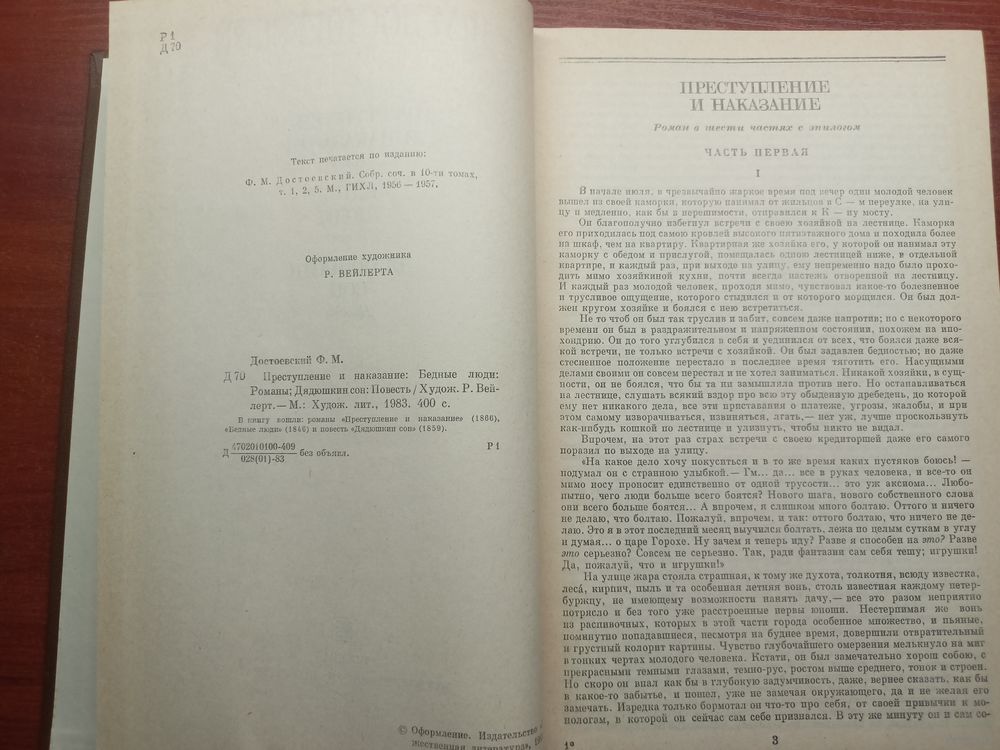 Р1
Д70
Текст печатается по изданию:
Ф. М. Достоевский. Собр. соч. в 10-ти томах,
т. 1, 2, 5. М., ГИХЛ, 1956—1957.
Оформление художника
Р. ВЕЙЛЕРТА
Достоевский Ф. М.
Д70 Преступление и наказание: Бедные люди:
Романы; Дядюшкин сон: Повесть / Худож. Р. Вей-
лерт.— М.: Худож. лит., 1983. 400 с.
В книгу вошли: романы «Преступление и наказание» (1866),
«Бедные люди» (1846) и повесть «Дядюшкин сон» (1859).
Д 4702010100-409 без объявл. Р1
028(01)-83
© Оформление. Издательство
жественная литература,
ПРЕСТУПЛЕНИЕ
И НАКАЗАНИЕ
Роман в шести частях с эпилогом
ЧАСТЬ ПЕРВАЯ
I
В начале июля, в чрезвычайно жаркое время под вечер один молодой человек
вышел из своей каморки, которую нанимал от жильцов в С — м переулке, на ули-
цу и медленно, как бы в нерешимости, отправился к К — ну мосту.
Он благополучно избегнул встречи с своею хозяйкой на лестнице. Каморка
его приходилась под самою кровлей высокого пятиэтажного дома и походила более
на шкаф, чем на квартиру. Квартирная же хозяйка его, у которой он нанимал эту
каморку с обедом и прислугой, помещалась одною лестницей ниже, в отдельной
квартире, и каждый раз, при выходе на улицу, ему непременно надо было прохо-
дить мимо хозяйкиной кухни, почти всегда настежь отворенной на лестницу.
И каждый раз молодой человек, проходя мимо, чувствовал какое-то болезненное
и трусливое ощущение, которого стыдился и от которого морщился. Он был дол-
жен кругом хозяйке и боялся с нею встретиться.
Не то чтоб он был так труслив и забит, совсем даже напротив; но с некоторого
времени он был в раздражительном и напряженном состоянии, похожем на ипо-
хондрию. Он до того углубился в себя и уединился от всех, что боялся даже вся-
кой встречи, не только встречи с хозяйкой. Он был задавлен бедностью; но даже
стесненное положение перестало в последнее время тяготить его. Насущными
делами своими он совсем перестал и не хотел заниматься. Никакой хозяйки, в сущ-
ности, он не боялся, что бы та ни замышляла против него. Но останавливаться
на лестнице, слушать всякий вздор про всю эту обыденную дребедень, до которой
ему нет никакого дела, все эти приставания о платеже, угрозы, жалобы, и при
этом самому изворачиваться, извиняться, лгать,— нет уж, лучше проскользнуть
как-нибудь кошкой по лестнице и улизнуть, чтобы никто не видал.
Впрочем, на этот раз страх встречи с своею кредиторшей даже его самого
поразил по выходе на улицу.
«На какое дело хочу покуситься и в то же время каких пустяков боюсь! —
подумал он с странною улыбкой.— Гм... да... все в руках человека, и все-то он
мимо носу проносит единственно от одной трусости... это уж аксиома... Любо-
пытно, чего люди больше всего боятся? Нового шага, нового собственного слова
они всего больше боятся... А впрочем, я слишком много болтаю. Оттого и ничего
не делаю, что болтаю. Пожалуй, впрочем, и так: оттого болтаю, что ничего не де-
лаю. Это я в этот последний месяц выучился болтать, лежа по целым суткам в углу
и думая... о царе Горохе. Ну зачем я теперь иду? Разве я способен на это? Разве
это серьезно? Совсем не серьезно. Так, ради фантазии сам себя тешу; игрушки!
Да, пожалуй, что и игрушки!»
На улице жара стояла страшная, к тому же духота, толкотня, всюду известка,
леса́, кирпич, пыль и та особенная летняя вонь, столь известная каждому петер-
буржцу, не имеющему возможности нанять дачу,— все это разом неприятно
потрясло и без того уже расстроенные нервы юноши. Нестерпимая же вонь
из распивочных, которых в этой части города особенное множество, и пьяные,
поминутно попадавшиеся, несмотря на буднее время, довершили отвратительный
и грустный колорит картины. Чувство глубочайшего омерзения мелькнуло на миг
в тонких чертах молодого человека. Кстати, он был замечательно хорош собою, с
прекрасными темными глазами, темно-рус, ростом выше среднего, тонок и строен.
Но скоро он впал как бы в глубокую задумчивость, даже, вернее сказать, как бы
в какое-то забытье, и пошел, уже не замечая окружающего, да и не желая его
замечать. Изредка только бормотал он что-то про себя, от своей привычки к мо-
нологам, в которой он сейчас сам себе признался. В эту же минуту он и сам со-
1*
3